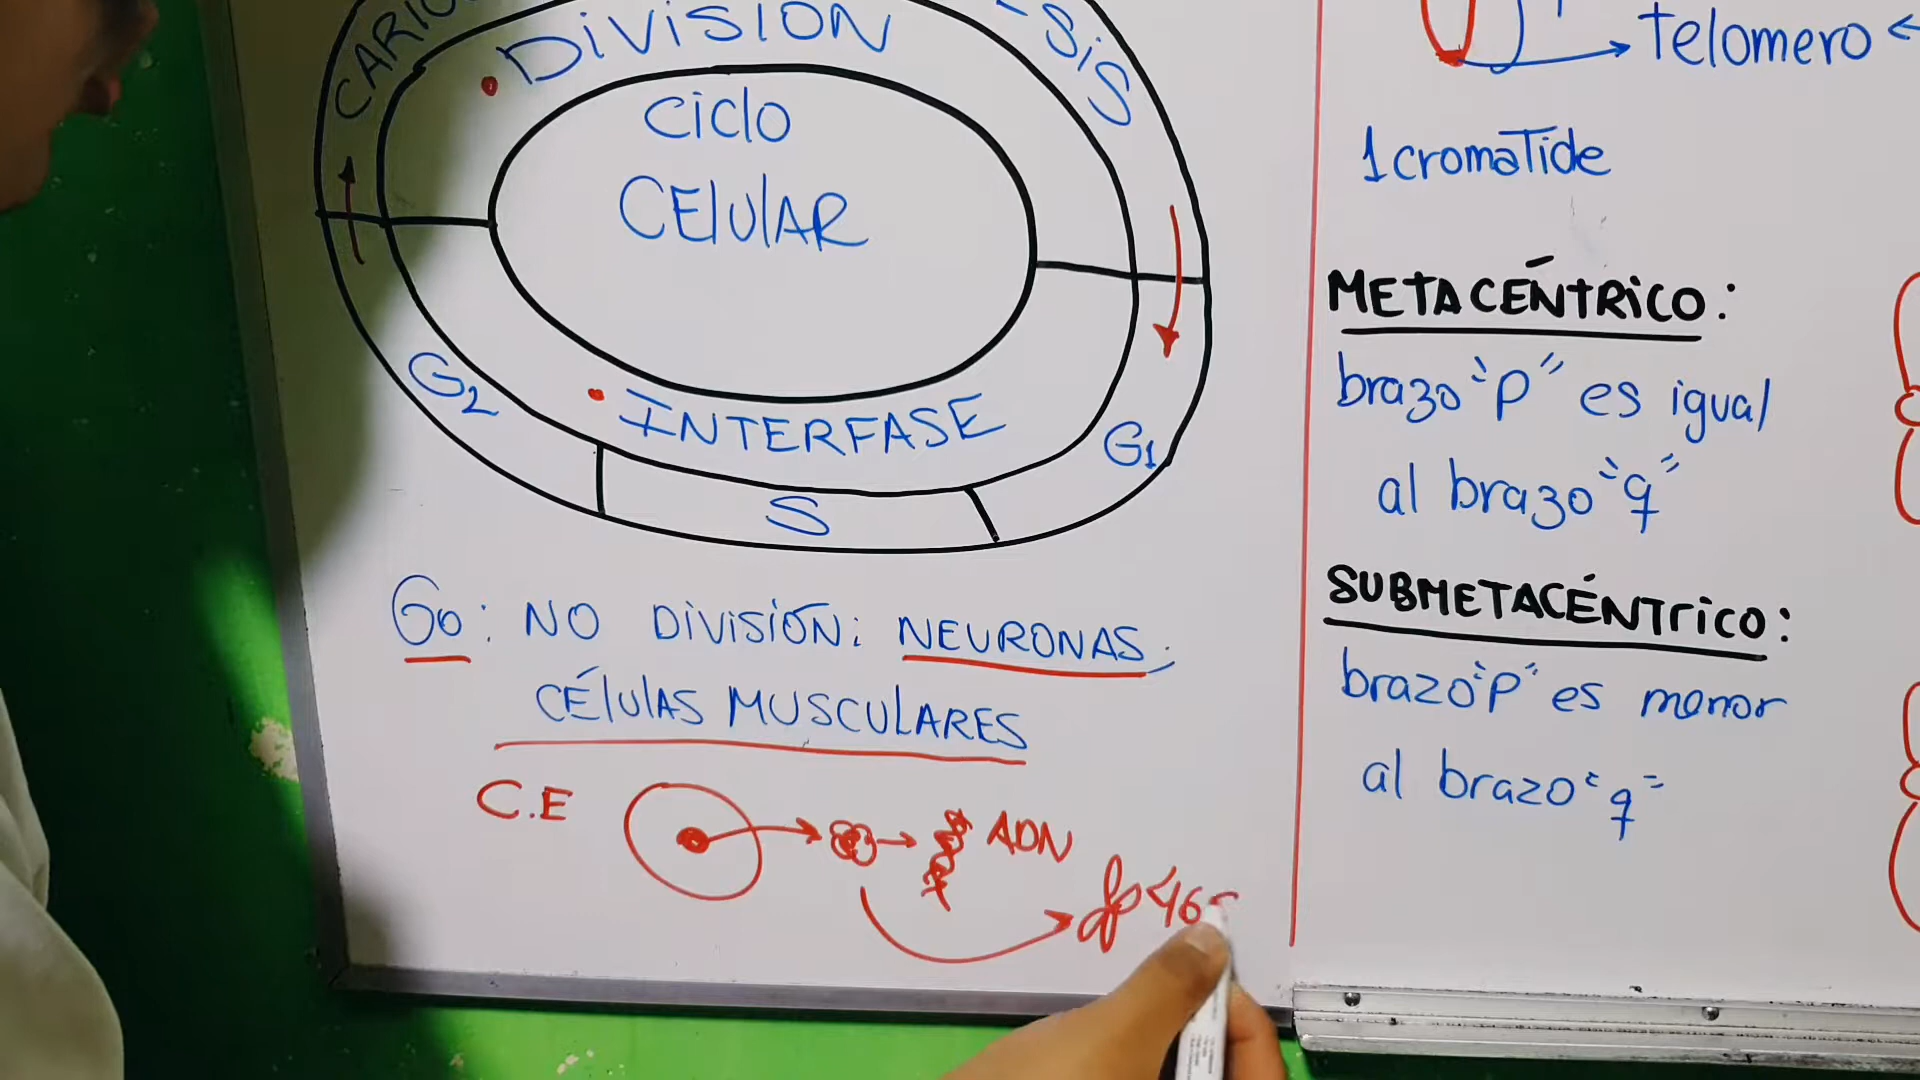 DIVISIÓN
CARIO
-SIS
CICLO
CELULAR
G2
INTERFASE
G1
S
G0: NO DIVISIÓN: NEURONAS,
CÉLULAS MUSCULARES
C.E
ADN
46
Telomero
1 cromaTide
METACÉNTRICO:
brazo "p" es igual
al brazo "q"
SUBMETACÉNTRICO:
brazo "p" es menor
al brazo "q"